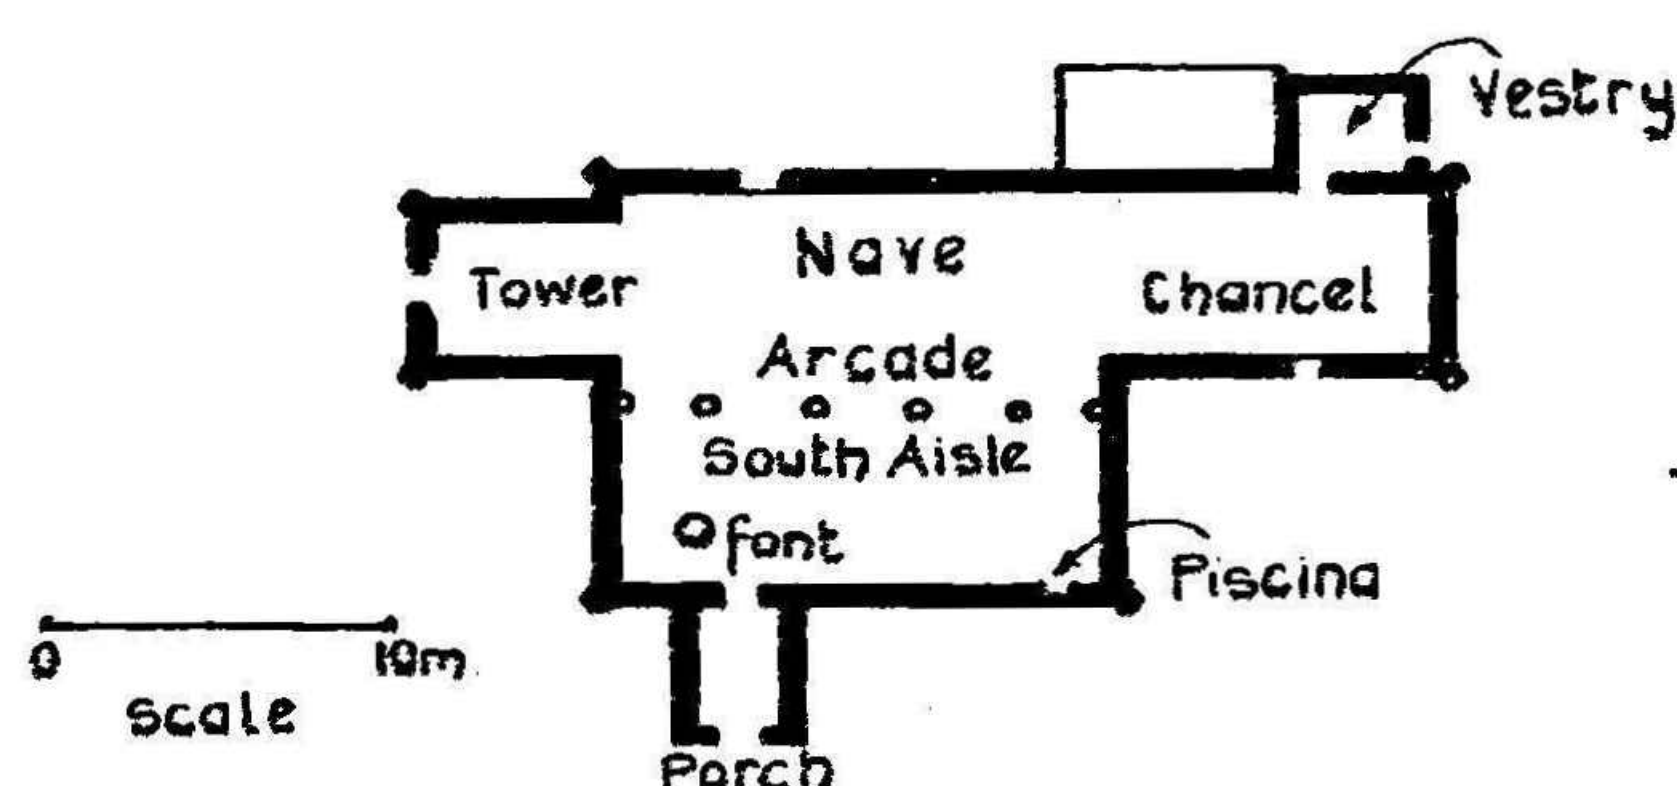 Vestry
Nave
Tower
Chancel
Arcade
South Aisle
font
Piscina
0 10m
Scale
Porch